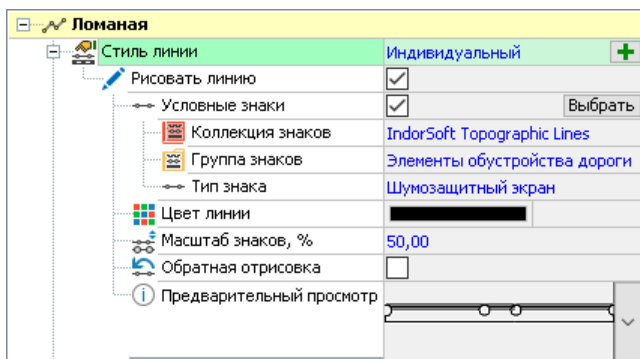 Ломаная
Стиль линии Индивидуальный
Рисовать линию
Условные знаки Выбрать
Коллекция знаков IndorSoft Topographic Lines
Группа знаков Элементы обустройства дороги
Тип знака Шумозащитный экран
Цвет линии
Масштаб знаков, % 50,00
Обратная отрисовка
Предварительный просмотр